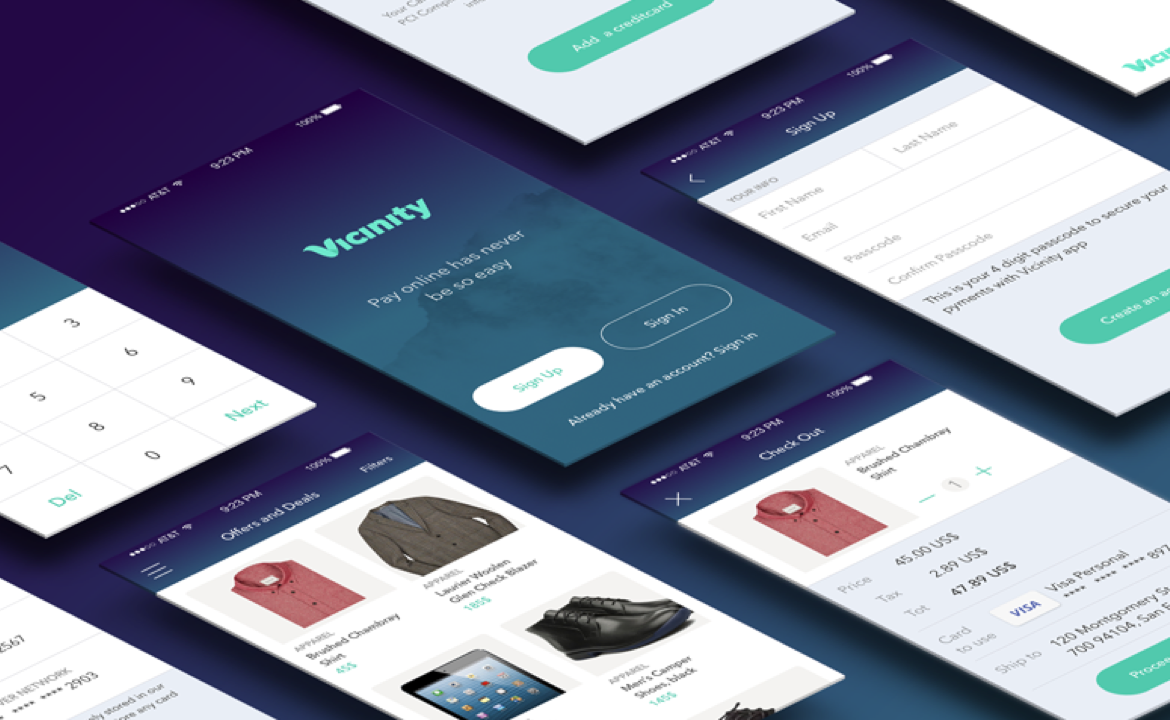 Your Ca
PCI Compli
Add a creditcard
100%
9:23 PM
AT&T
Vicinity
Pay online has never
be so easy
Sign Up
Sign In
Already have an account? Sign in
100%
9:23 PM
AT&T
Sign Up
YOUR INFO
First Name
Last Name
Email
Passcode
Confirm Passcode
This is your 4 digit passcode to secure your
pyments with Vicinity app
Create an a
3
5
6
7
8
9
Del
0
Next
100%
9:23 PM
AT&T
Offers and Deals
Filters
APPAREL
Brushed Chambray
Shirt
45$
APPAREL
Laurier Woolen
Glen Check Blazer
185$
APPAREL
Men's Camper
Shoes, black
145$
100%
9:23 PM
AT&T
Check Out
APPAREL
Brushed Chambray
Shirt
1
Price 45.00 US$
Tax 2.89 US$
Tot 47.89 US$
Card
to use
VISA
Visa Personal
**** **** **** 897
Ship to
120 Montgomery S
700 94104, San
Proce
2567
VER NETWORK
**** **** 2903
ly stored in our
ore any card